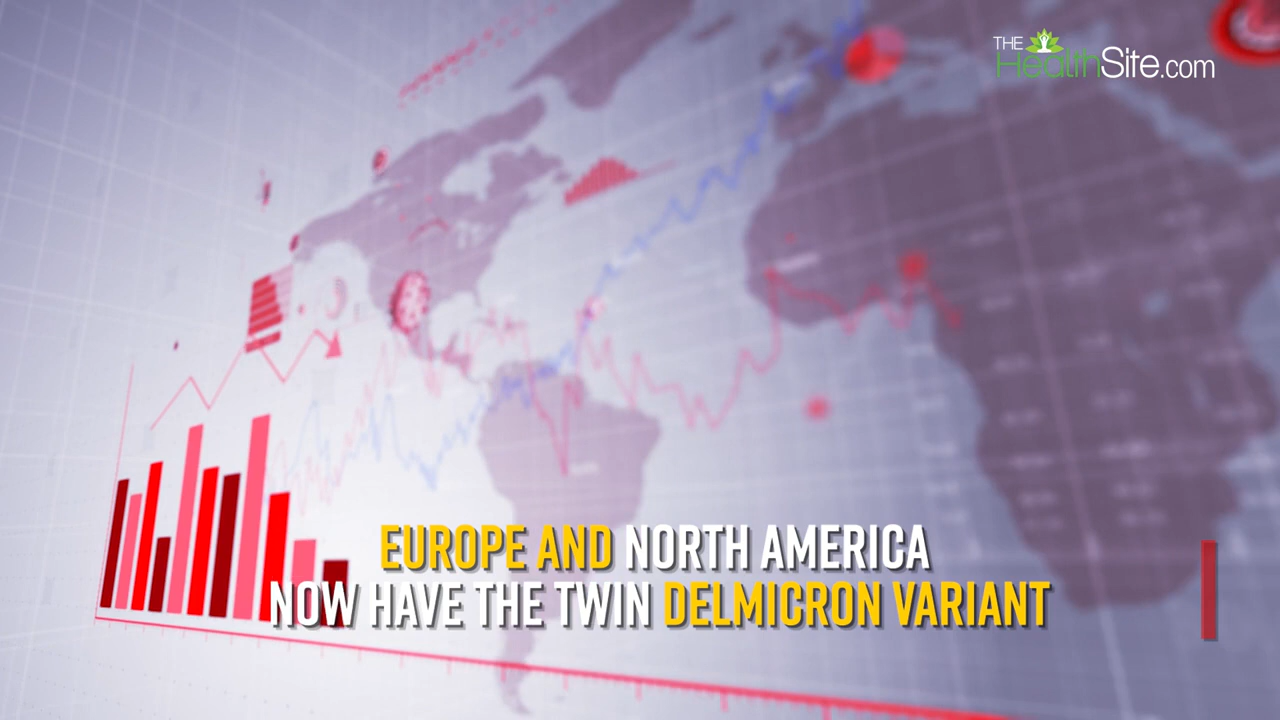 THE
HealthSite.com
EUROPE AND NORTH AMERICA
NOW HAVE THE TWIN DELMICRON VARIANT